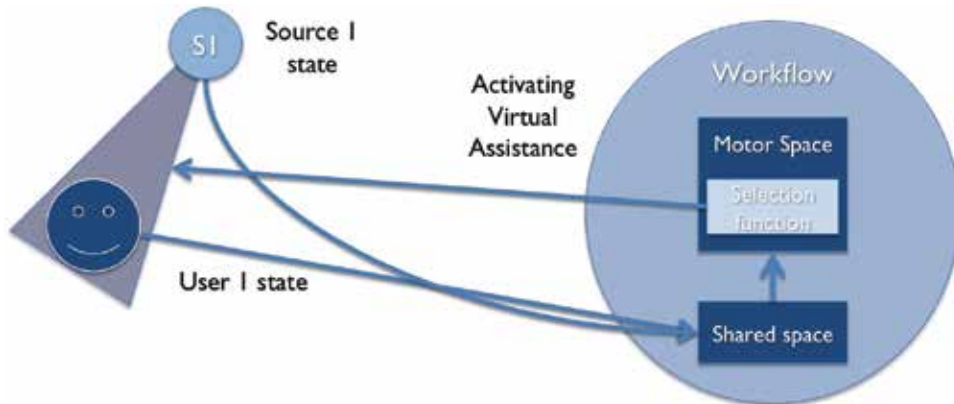 S1
Source 1
state
Activating
Virtual
Assistance
Workflow
Motor Space
Selection
function
User 1 state
Shared space